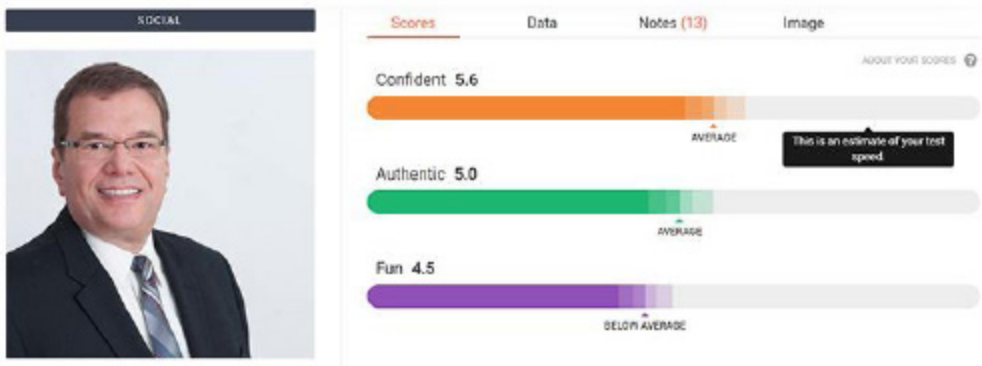 SOCIAL
Scores Data Notes (13) Image
ABOUT YOUR SCORES
Confident 5.6
AVERAGE
This is an estimate of your test
speed.
Authentic 5.0
AVERAGE
Fun 4.5
BELOW AVERAGE